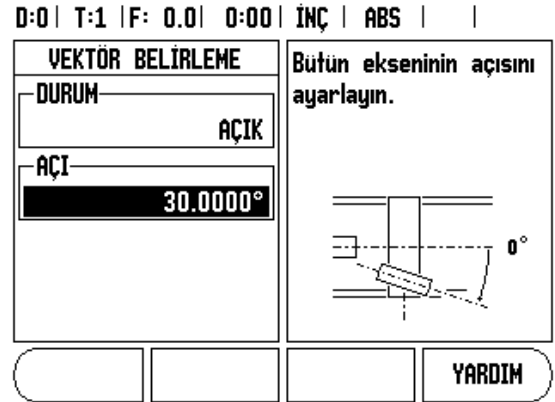 D:0| T:1 |F: 0.0| 0:00| İNÇ | ABS | |
VEKTÖR BELİRLEME
DURUM
AÇIK
AÇI
30.0000°
Bütün ekseninin açısını
ayarlayın.
0°
YARDIM